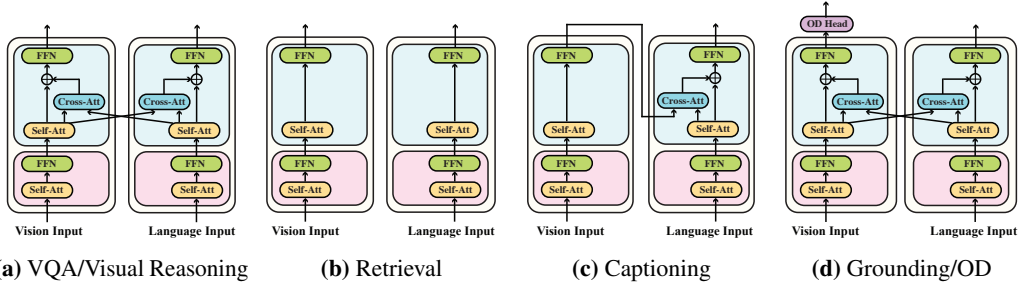 OD Head
FFN FFN FFN FFN FFN FFN FFN FFN
Cross-Att Cross-Att Cross-Att Cross-Att Cross-Att
Self-Att Self-Att Self-Att Self-Att Self-Att Self-Att Self-Att Self-Att
FFN FFN FFN FFN FFN FFN FFN FFN
Self-Att Self-Att Self-Att Self-Att Self-Att Self-Att Self-Att Self-Att
Vision Input Language Input Vision Input Language Input Vision Input Language Input Vision Input Language Input
(a) VQA/Visual Reasoning (b) Retrieval (c) Captioning (d) Grounding/OD